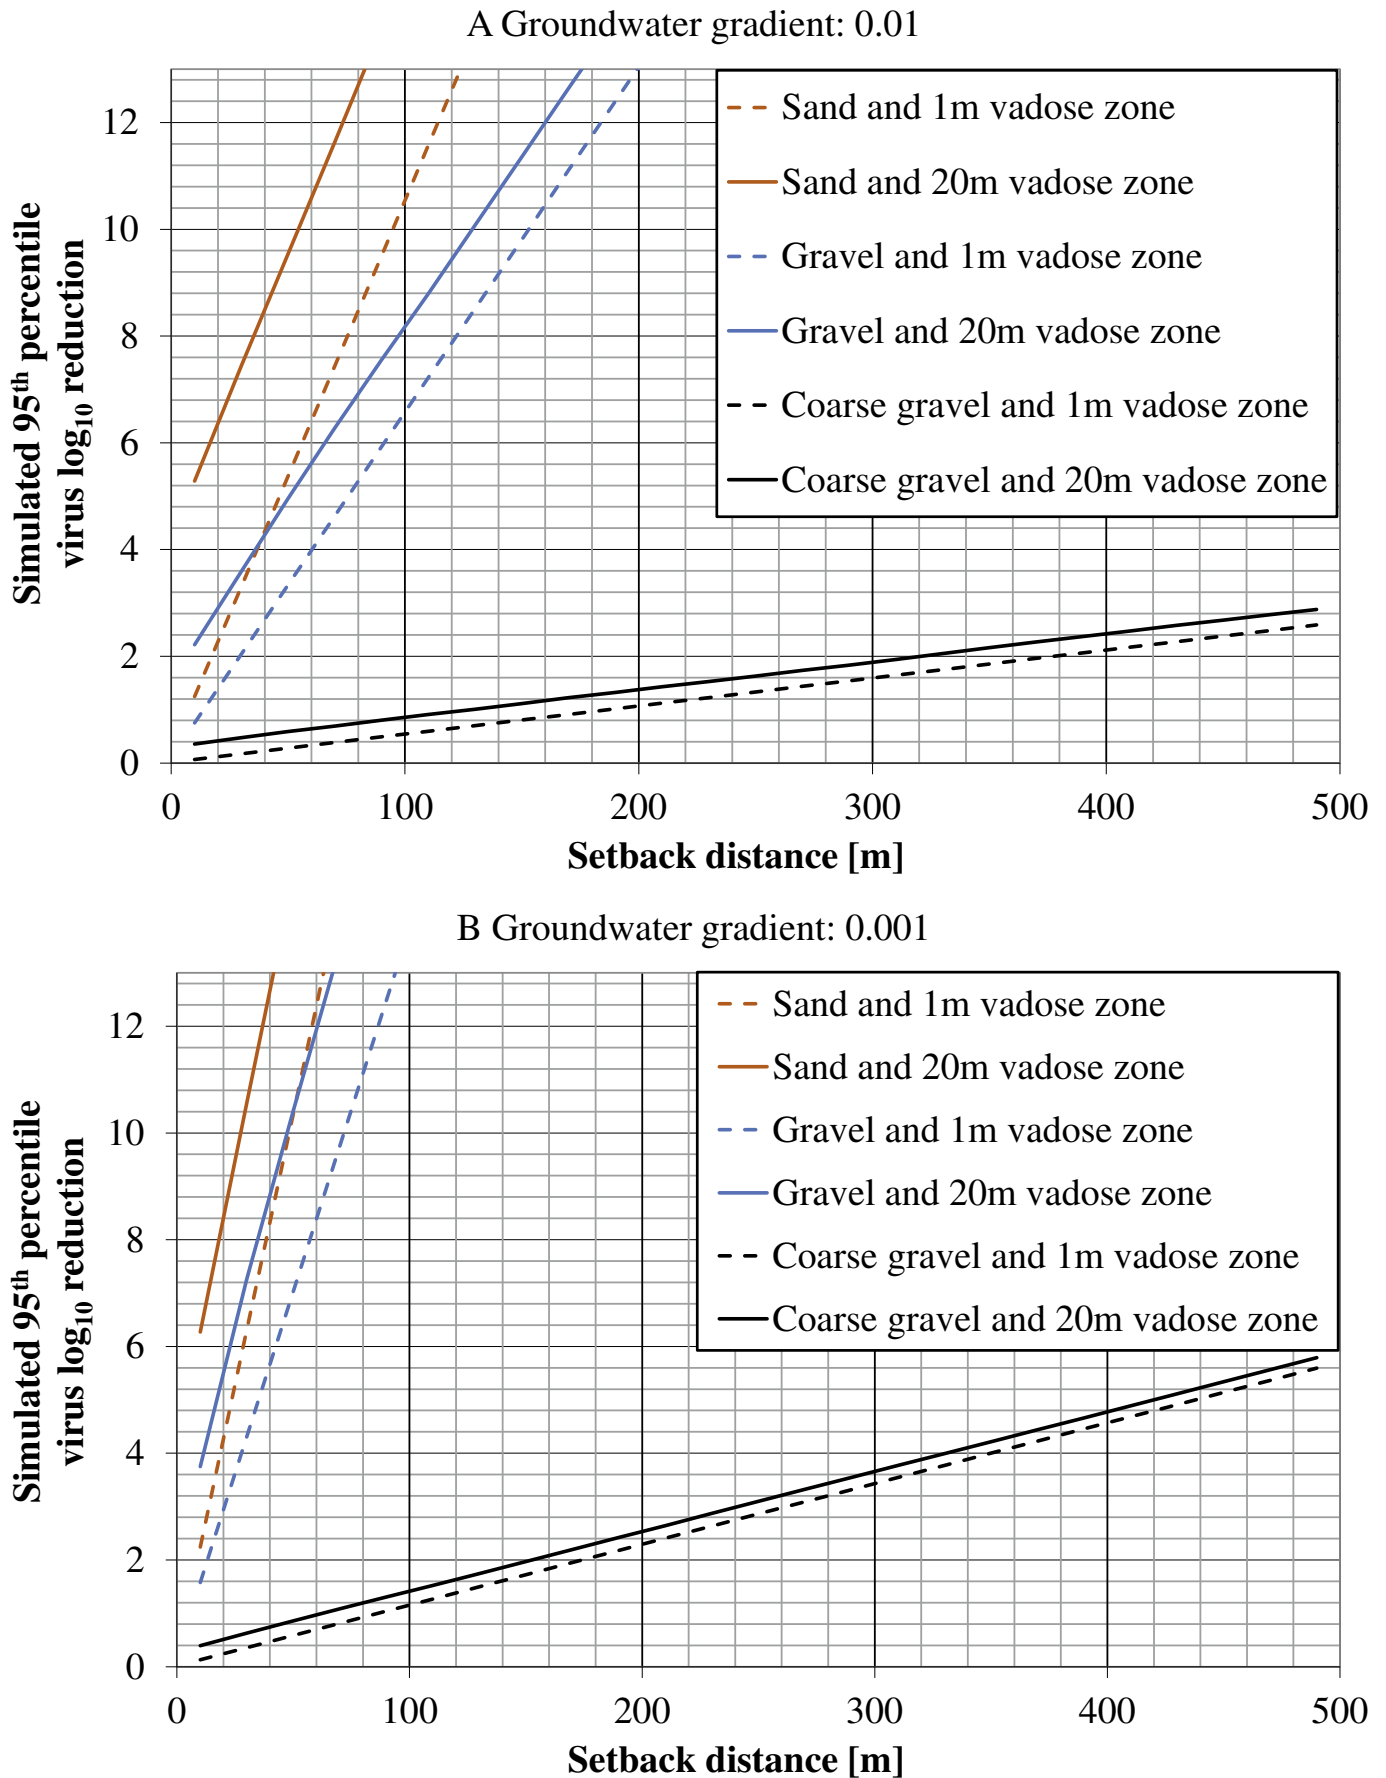 A Groundwater gradient: 0.01
Simulated 95th percentile
virus log10 reduction
12
10
8
6
4
2
0
Sand and 1m vadose zone
Sand and 20m vadose zone
Gravel and 1m vadose zone
Gravel and 20m vadose zone
Coarse gravel and 1m vadose zone
Coarse gravel and 20m vadose zone
0 100 200 300 400 500
Setback distance [m]
B Groundwater gradient: 0.001
Simulated 95th percentile
virus log10 reduction
12
10
8
6
4
2
0
Sand and 1m vadose zone
Sand and 20m vadose zone
Gravel and 1m vadose zone
Gravel and 20m vadose zone
Coarse gravel and 1m vadose zone
Coarse gravel and 20m vadose zone
0 100 200 300 400 500
Setback distance [m]